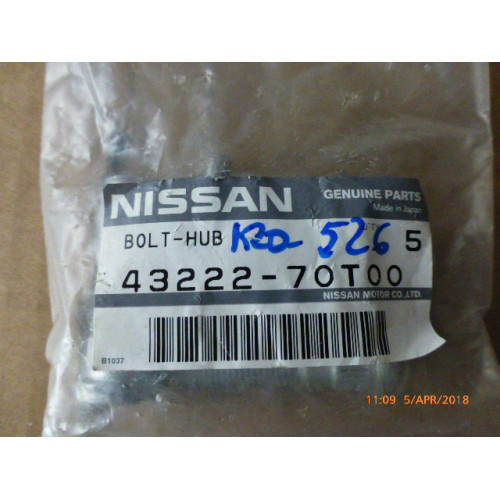 NISSAN GENUINE PARTS
Made in Japan
BOLT-HUB 526 5
43222-70T00
NISSAN MOTOR CO.,LTD.
B1037
11:09 5/APR/2018